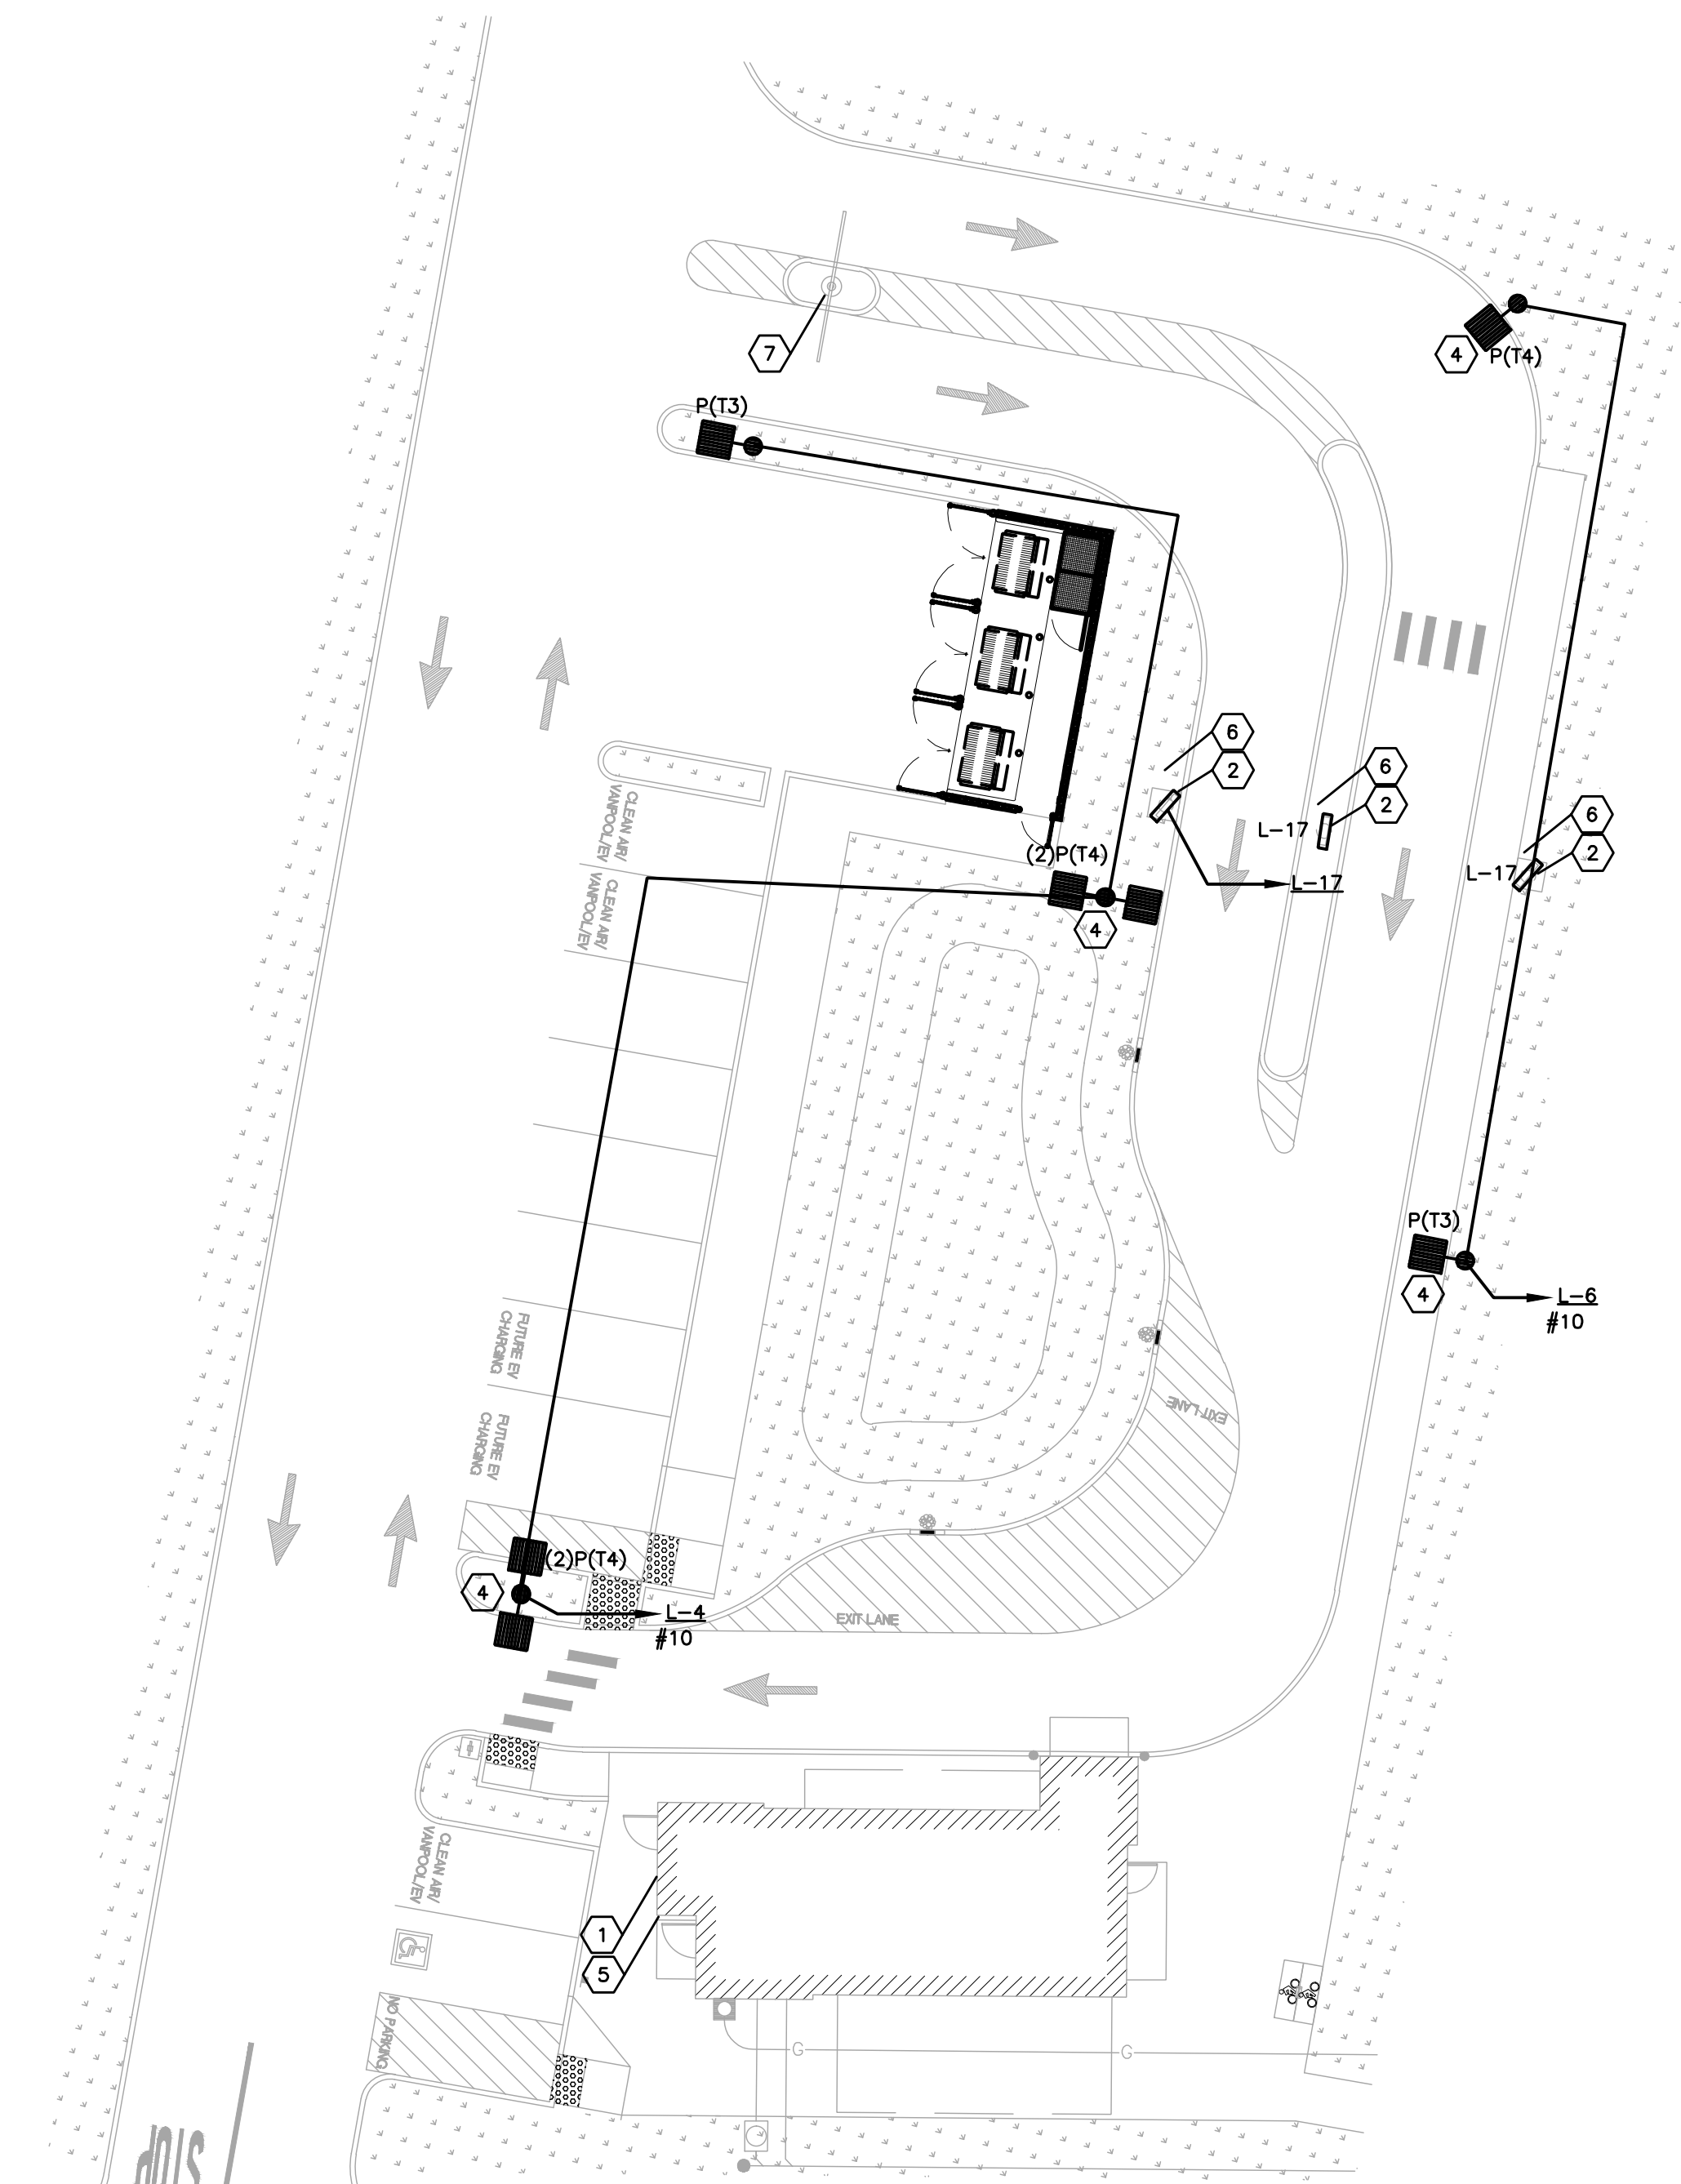 7
4
P(T4)
P(T3)
6
2
L-17
6
2
L-17
6
2
L-17
CLEAN AIR/
VANPOOL/EV
CLEAN AIR/
VANPOOL/EV
(2)P(T4)
4
P(T3)
4
L-6
#10
FUTURE EV
CHARGING
FUTURE EV
CHARGING
EXIT LANE
(2)P(T4)
4
L-4
#10
EXIT LANE
CLEAN AIR/
VANPOOL/EV
1
5
NO PARKING
G
G
STOP